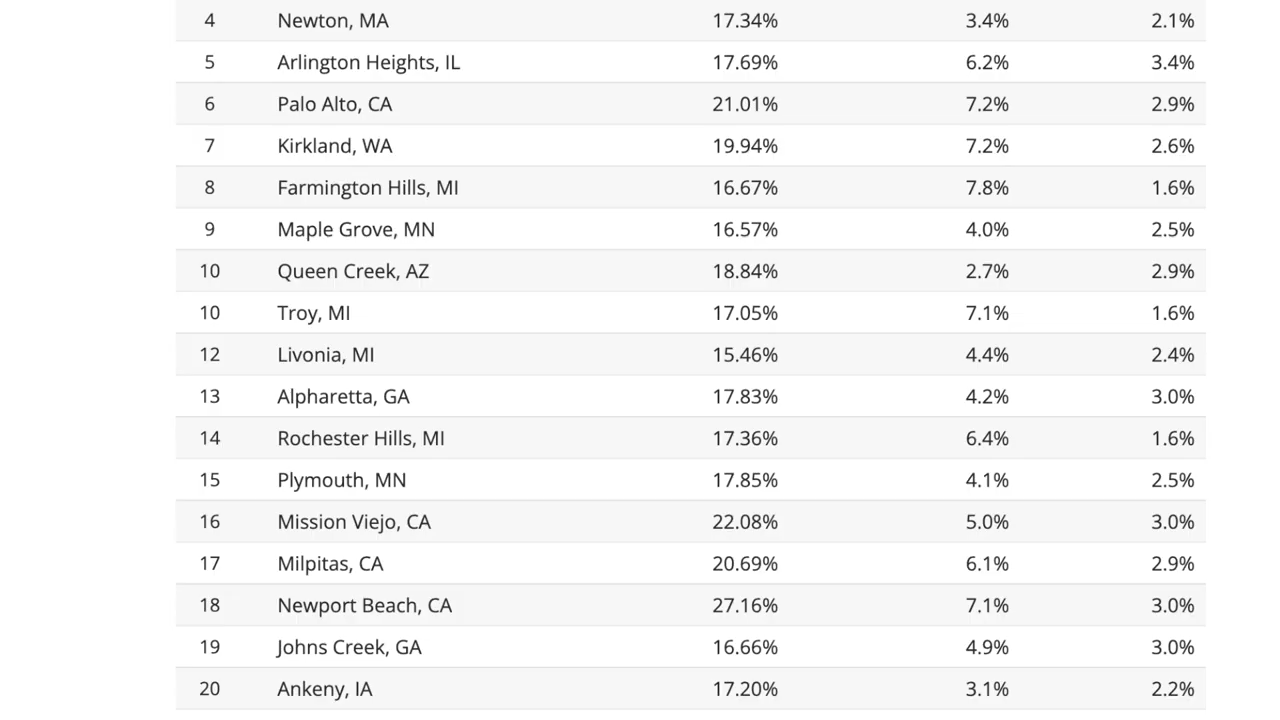 4 Newton, MA 17.34% 3.4% 2.1%
5 Arlington Heights, IL 17.69% 6.2% 3.4%
6 Palo Alto, CA 21.01% 7.2% 2.9%
7 Kirkland, WA 19.94% 7.2% 2.6%
8 Farmington Hills, MI 16.67% 7.8% 1.6%
9 Maple Grove, MN 16.57% 4.0% 2.5%
10 Queen Creek, AZ 18.84% 2.7% 2.9%
10 Troy, MI 17.05% 7.1% 1.6%
12 Livonia, MI 15.46% 4.4% 2.4%
13 Alpharetta, GA 17.83% 4.2% 3.0%
14 Rochester Hills, MI 17.36% 6.4% 1.6%
15 Plymouth, MN 17.85% 4.1% 2.5%
16 Mission Viejo, CA 22.08% 5.0% 3.0%
17 Milpitas, CA 20.69% 6.1% 2.9%
18 Newport Beach, CA 27.16% 7.1% 3.0%
19 Johns Creek, GA 16.66% 4.9% 3.0%
20 Ankeny, IA 17.20% 3.1% 2.2%